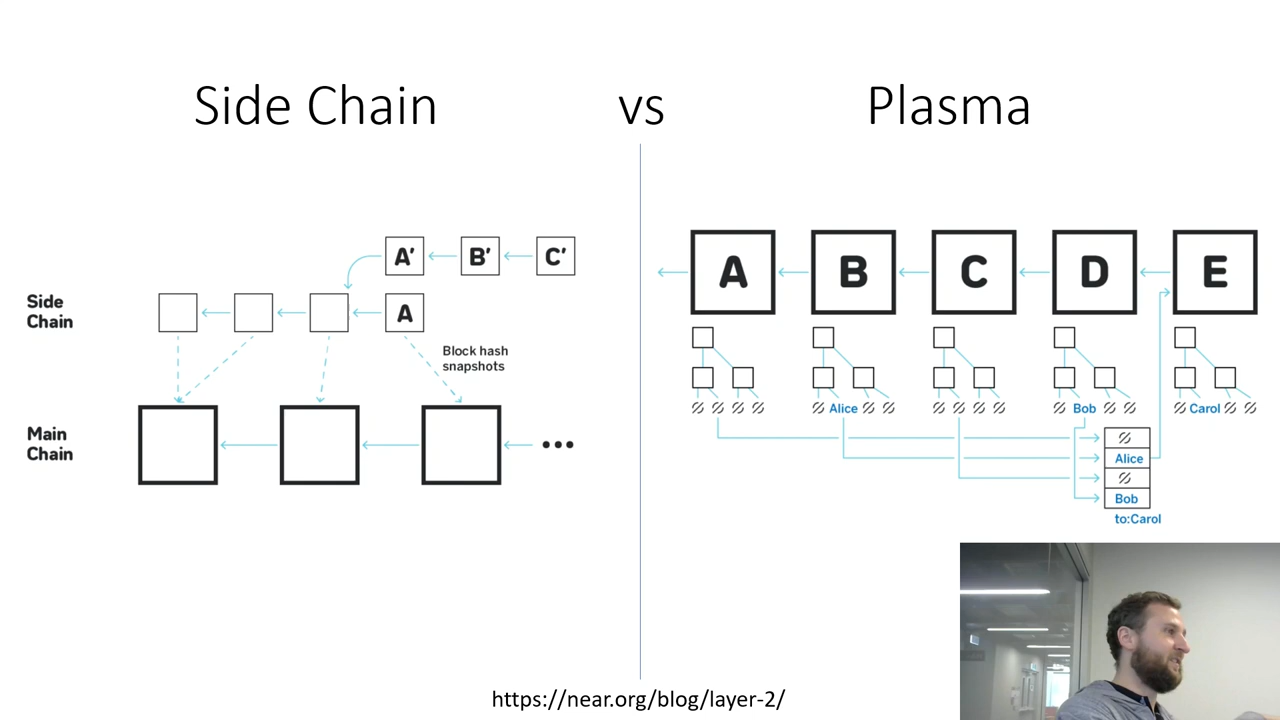 Side Chain vs Plasma
A' B' C'
Side
Chain
A
Block hash
snapshots
Main
Chain
...
A B C D E
Alice Bob Carol
Alice
Bob
to:Carol
https://near.org/blog/layer-2/